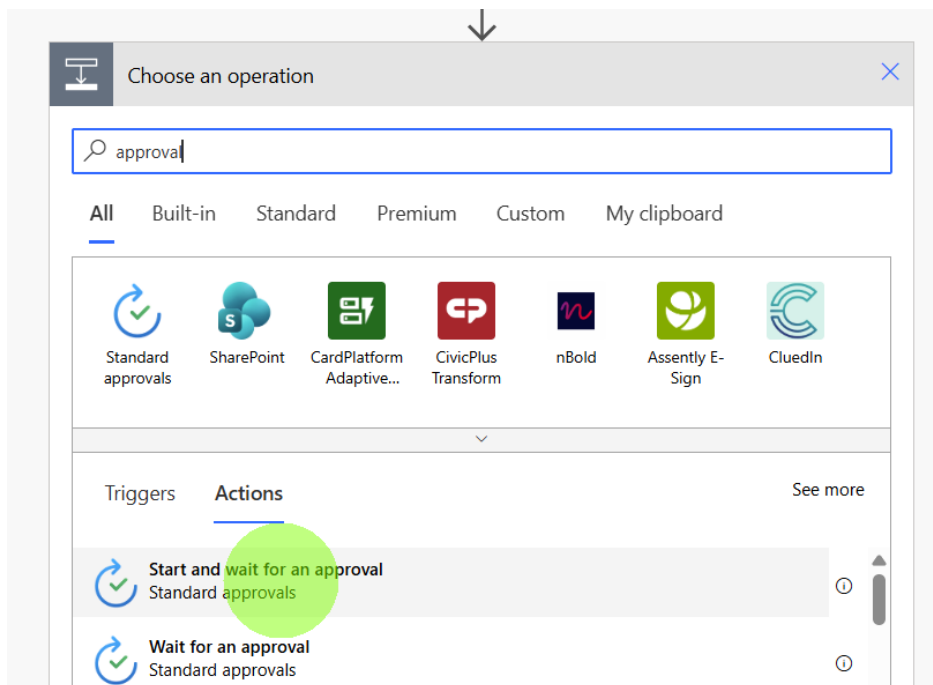 Choose an operation
approval
All Built-in Standard Premium Custom My clipboard
Standard approvals
S
SharePoint
CardPlatform Adaptive...
CivicPlus Transform
nBold
Assently E-Sign
CluedIn
Triggers Actions See more
Start and wait for an approval
Standard approvals
Wait for an approval
Standard approvals